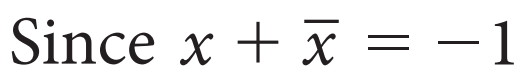 Since x + x̅ = −1